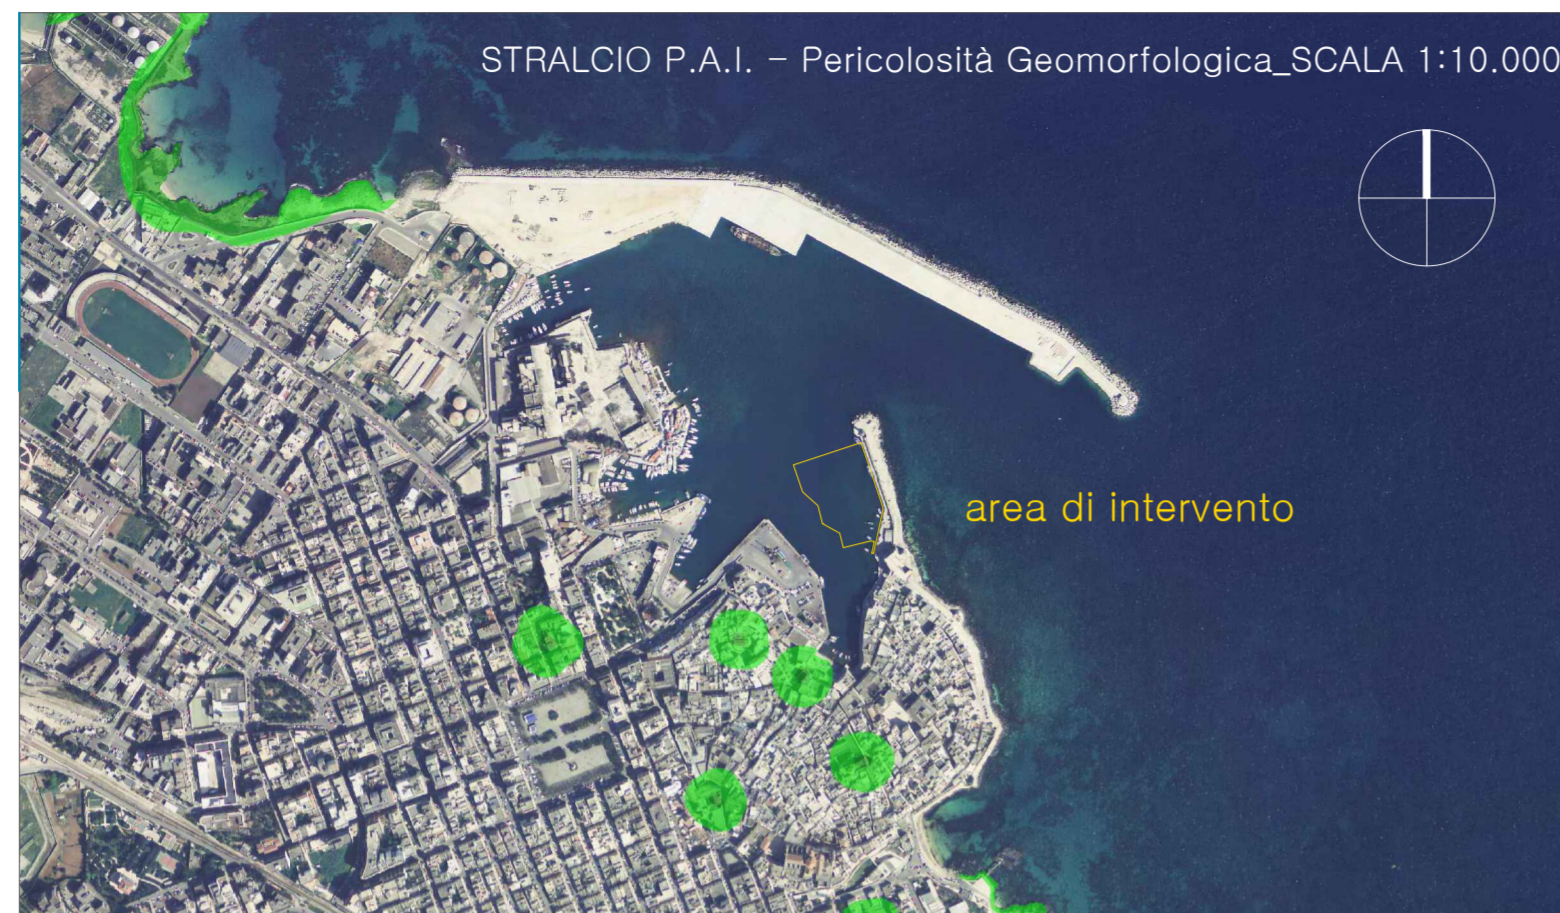 STRALCIO P.A.I. – Pericolosità Geomorfologica_SCALA 1:10.000
area di intervento